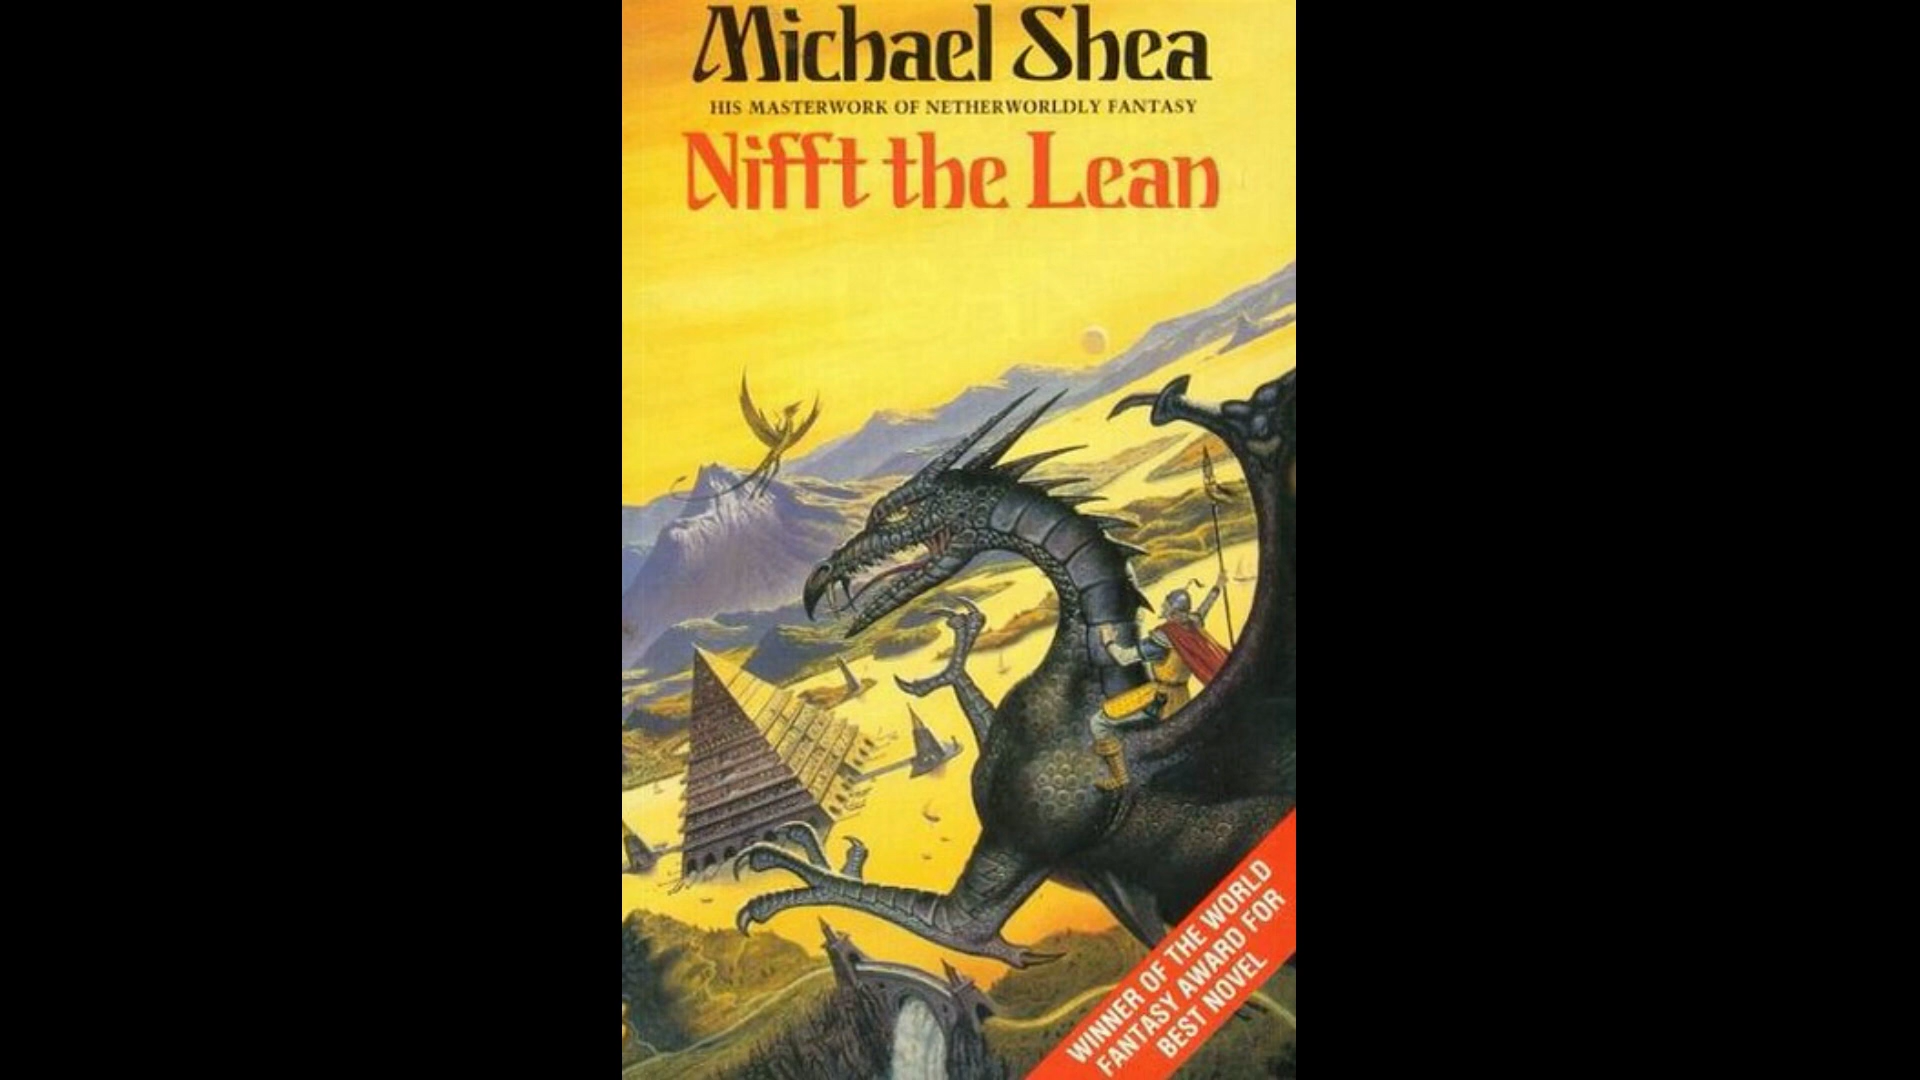 Michael Shea
HIS MASTERWORK OF NETHERWORLDLY FANTASY
Nifft the Lean
WINNER OF THE WORLD
FANTASY AWARD FOR
BEST NOVEL